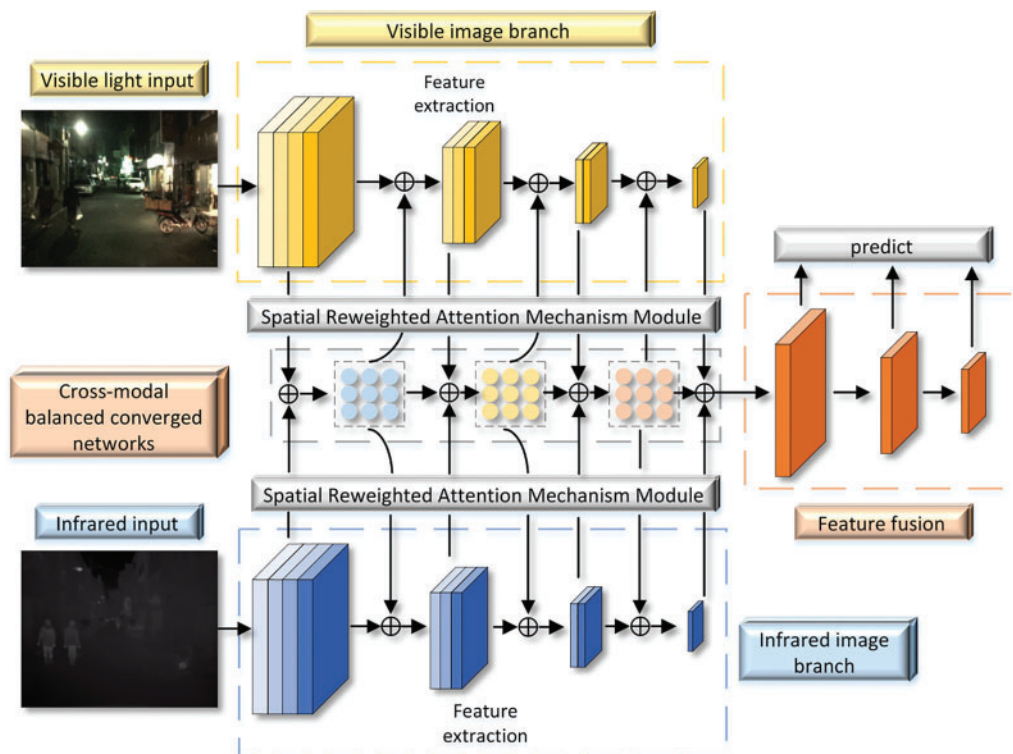 Visible image branch
Visible light input
Feature
extraction
predict
Spatial Reweighted Attention Mechanism Module
Cross-modal
balanced converged
networks
Spatial Reweighted Attention Mechanism Module
Infrared input
Feature fusion
Infrared image
branch
Feature
extraction